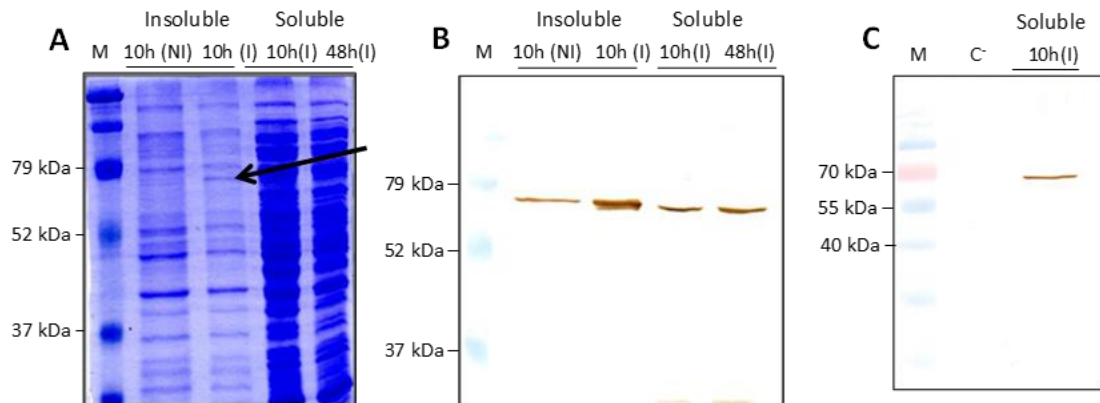 A
Insoluble Soluble
M 10h (NI) 10h (I) 10h(I) 48h(I)
79 kDa
52 kDa
37 kDa
B
Insoluble Soluble
M 10h (NI) 10h (I) 10h(I) 48h(I)
79 kDa
52 kDa
37 kDa
C
Soluble
M C- 10h(I)
70 kDa
55 kDa
40 kDa